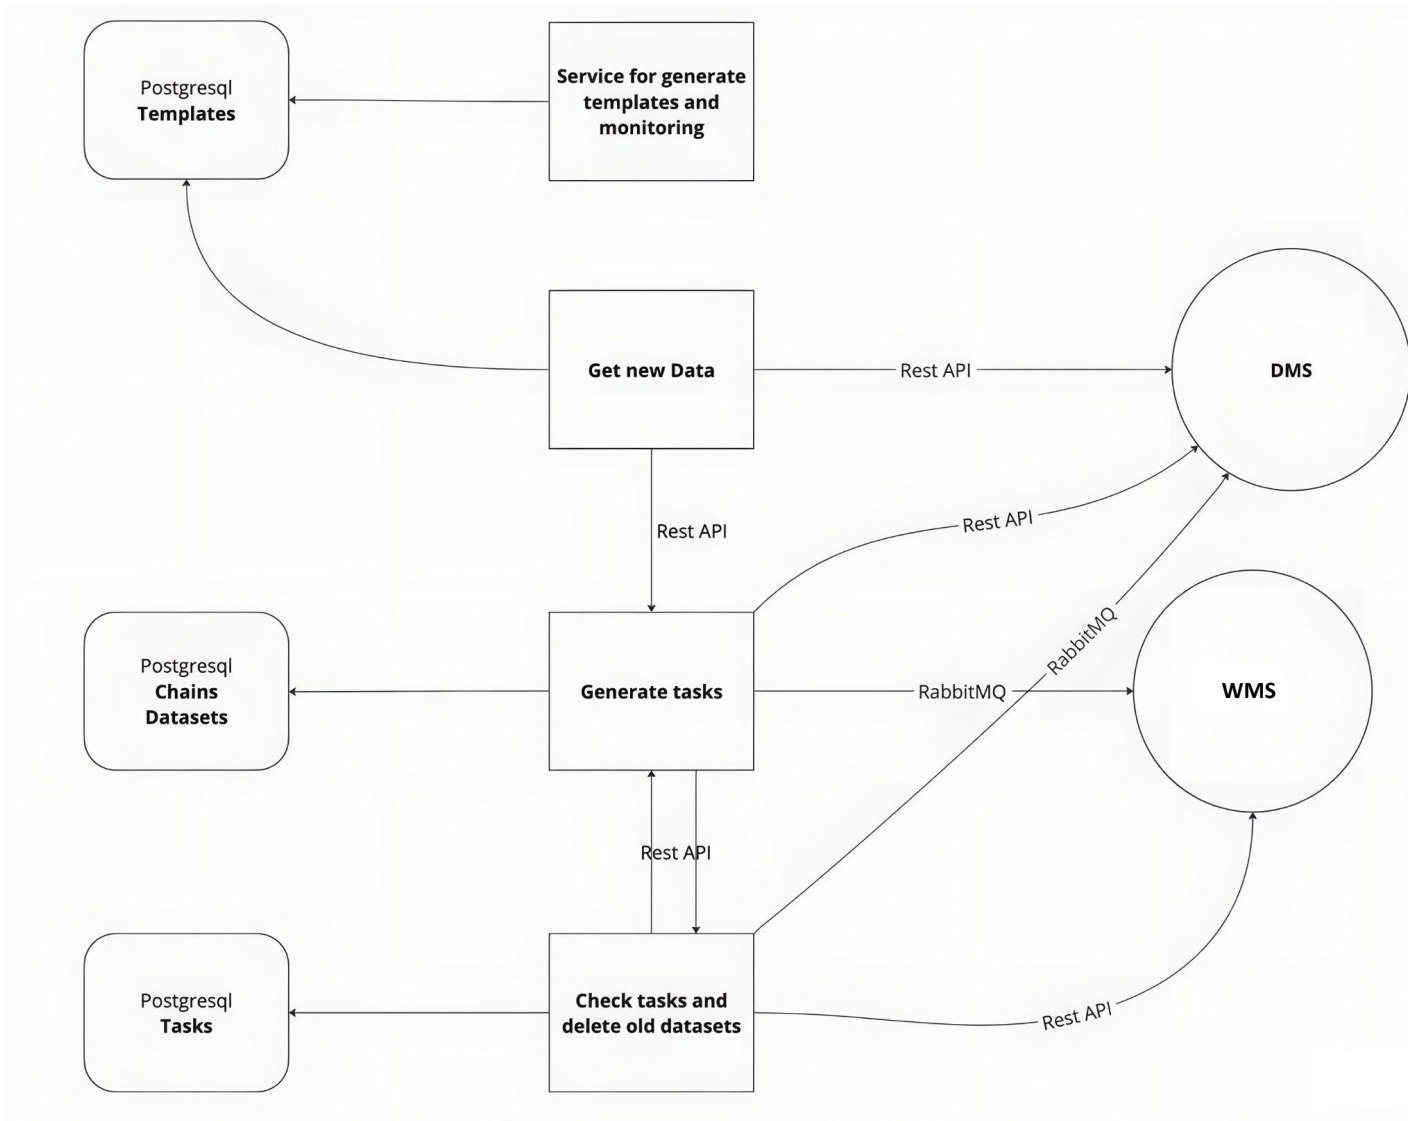 Postgresql
Templates
Service for generate
templates and
monitoring
Get new Data
Rest API
DMS
Rest API
Rest API
RabbitMQ
Postgresql
Chains
Datasets
Generate tasks
RabbitMQ
WMS
Rest API
Postgresql
Tasks
Check tasks and
delete old datasets
Rest API